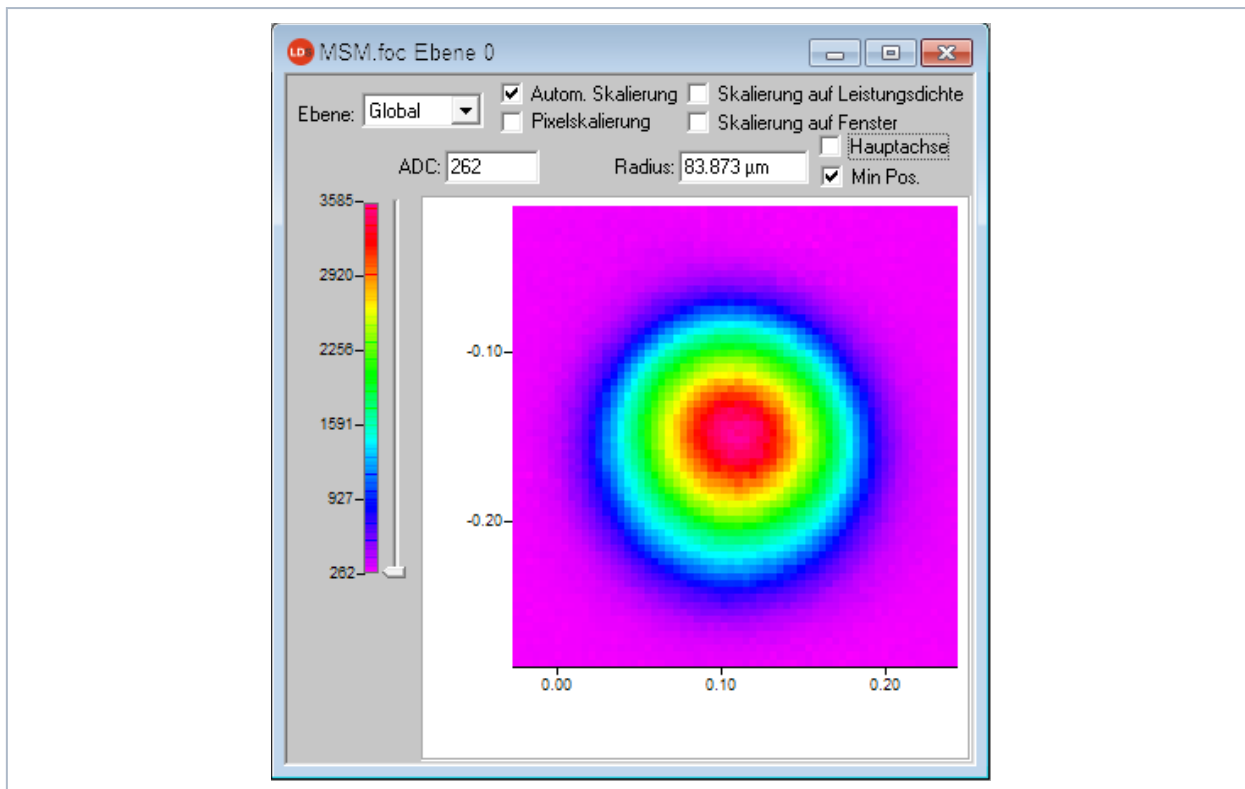 LDS MSM.foc Ebene 0
Ebene: Global
Autom. Skalierung
Skalierung auf Leistungsdichte
Pixelskalierung
Skalierung auf Fenster
Hauptachse
ADC: 262
Radius: 83.873 µm
Min Pos.
3585
2920
2256
1591
927
262
-0.10
-0.20
0.00 0.10 0.20